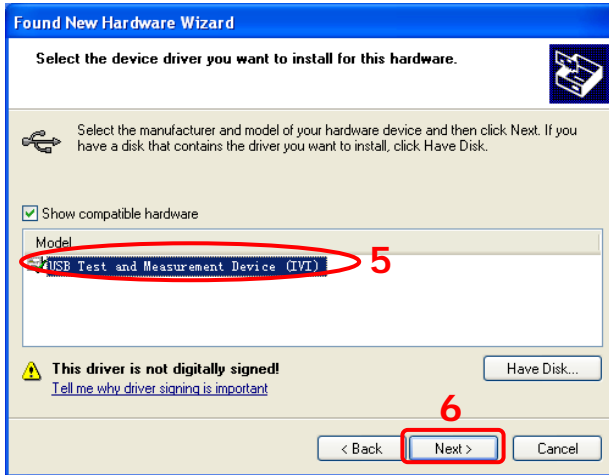 Found New Hardware Wizard
Select the device driver you want to install for this hardware.
Select the manufacturer and model of your hardware device and then click Next. If you
have a disk that contains the driver you want to install, click Have Disk.
Show compatible hardware
Model
USB Test and Measurement Device (IVI)
5
This driver is not digitally signed!
Have Disk...
Tell me why driver signing is important
6
< Back
Next >
Cancel